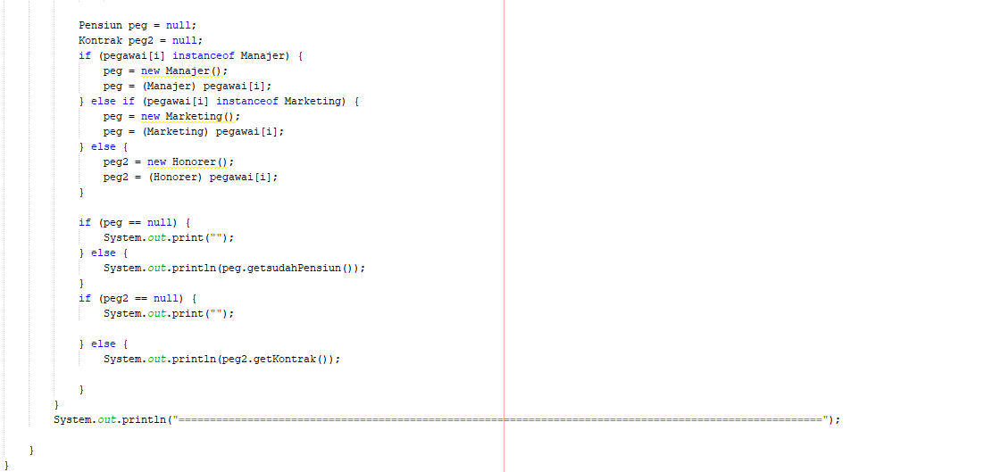 Pensiun peg = null;
Kontrak peg2 = null;
if (pegawai[i] instanceof Manajer) {
peg = new Manajer();
peg = (Manajer) pegawai[i];
} else if (pegawai[i] instanceof Marketing) {
peg = new Marketing();
peg = (Marketing) pegawai[i];
} else {
peg2 = new Honorer();
peg2 = (Honorer) pegawai[i];
}
if (peg == null) {
System.out.print("");
} else {
System.out.println(peg.getsudahPensiun());
}
if (peg2 == null) {
System.out.print("");
} else {
System.out.println(peg2.getKontrak());
}
}
System.out.println("=======================================================================================================");
}
}